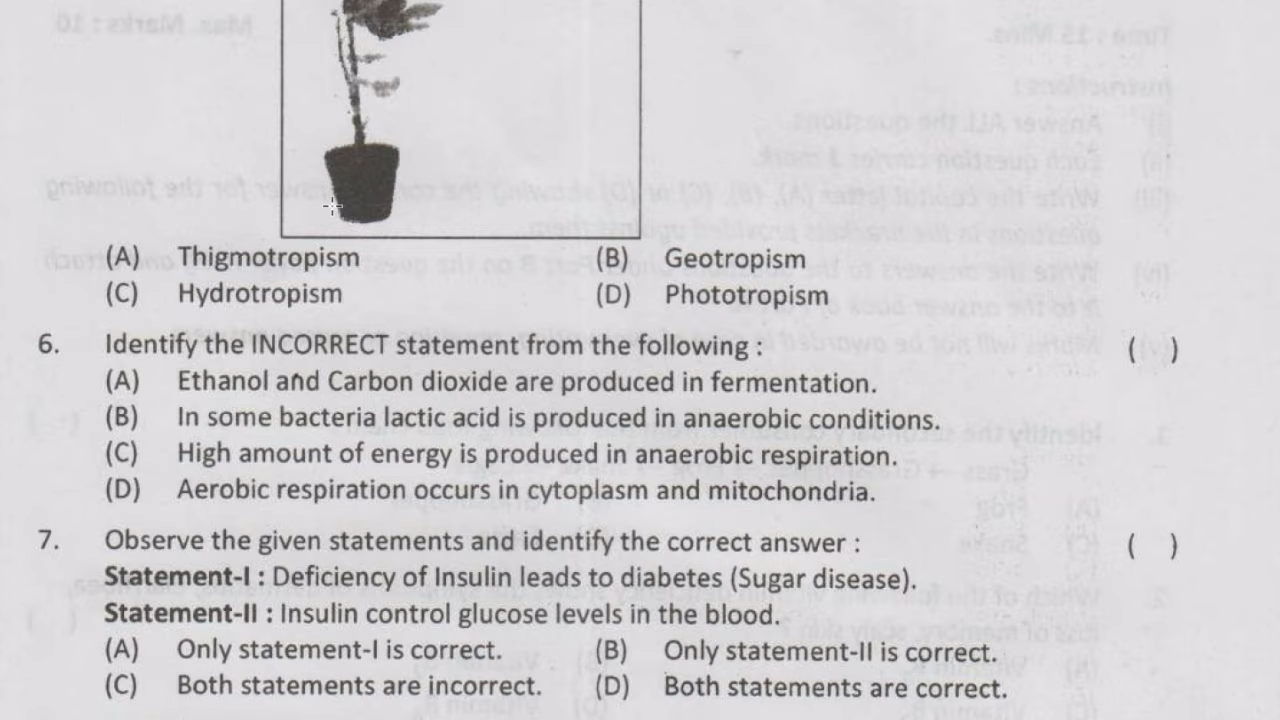 (A) Thigmotropism (B) Geotropism
(C) Hydrotropism (D) Phototropism
6. Identify the INCORRECT statement from the following : ( )
(A) Ethanol and Carbon dioxide are produced in fermentation.
(B) In some bacteria lactic acid is produced in anaerobic conditions.
(C) High amount of energy is produced in anaerobic respiration.
(D) Aerobic respiration occurs in cytoplasm and mitochondria.
7. Observe the given statements and identify the correct answer : ( )
Statement-I : Deficiency of Insulin leads to diabetes (Sugar disease).
Statement-II : Insulin control glucose levels in the blood.
(A) Only statement-I is correct. (B) Only statement-II is correct.
(C) Both statements are incorrect. (D) Both statements are correct.